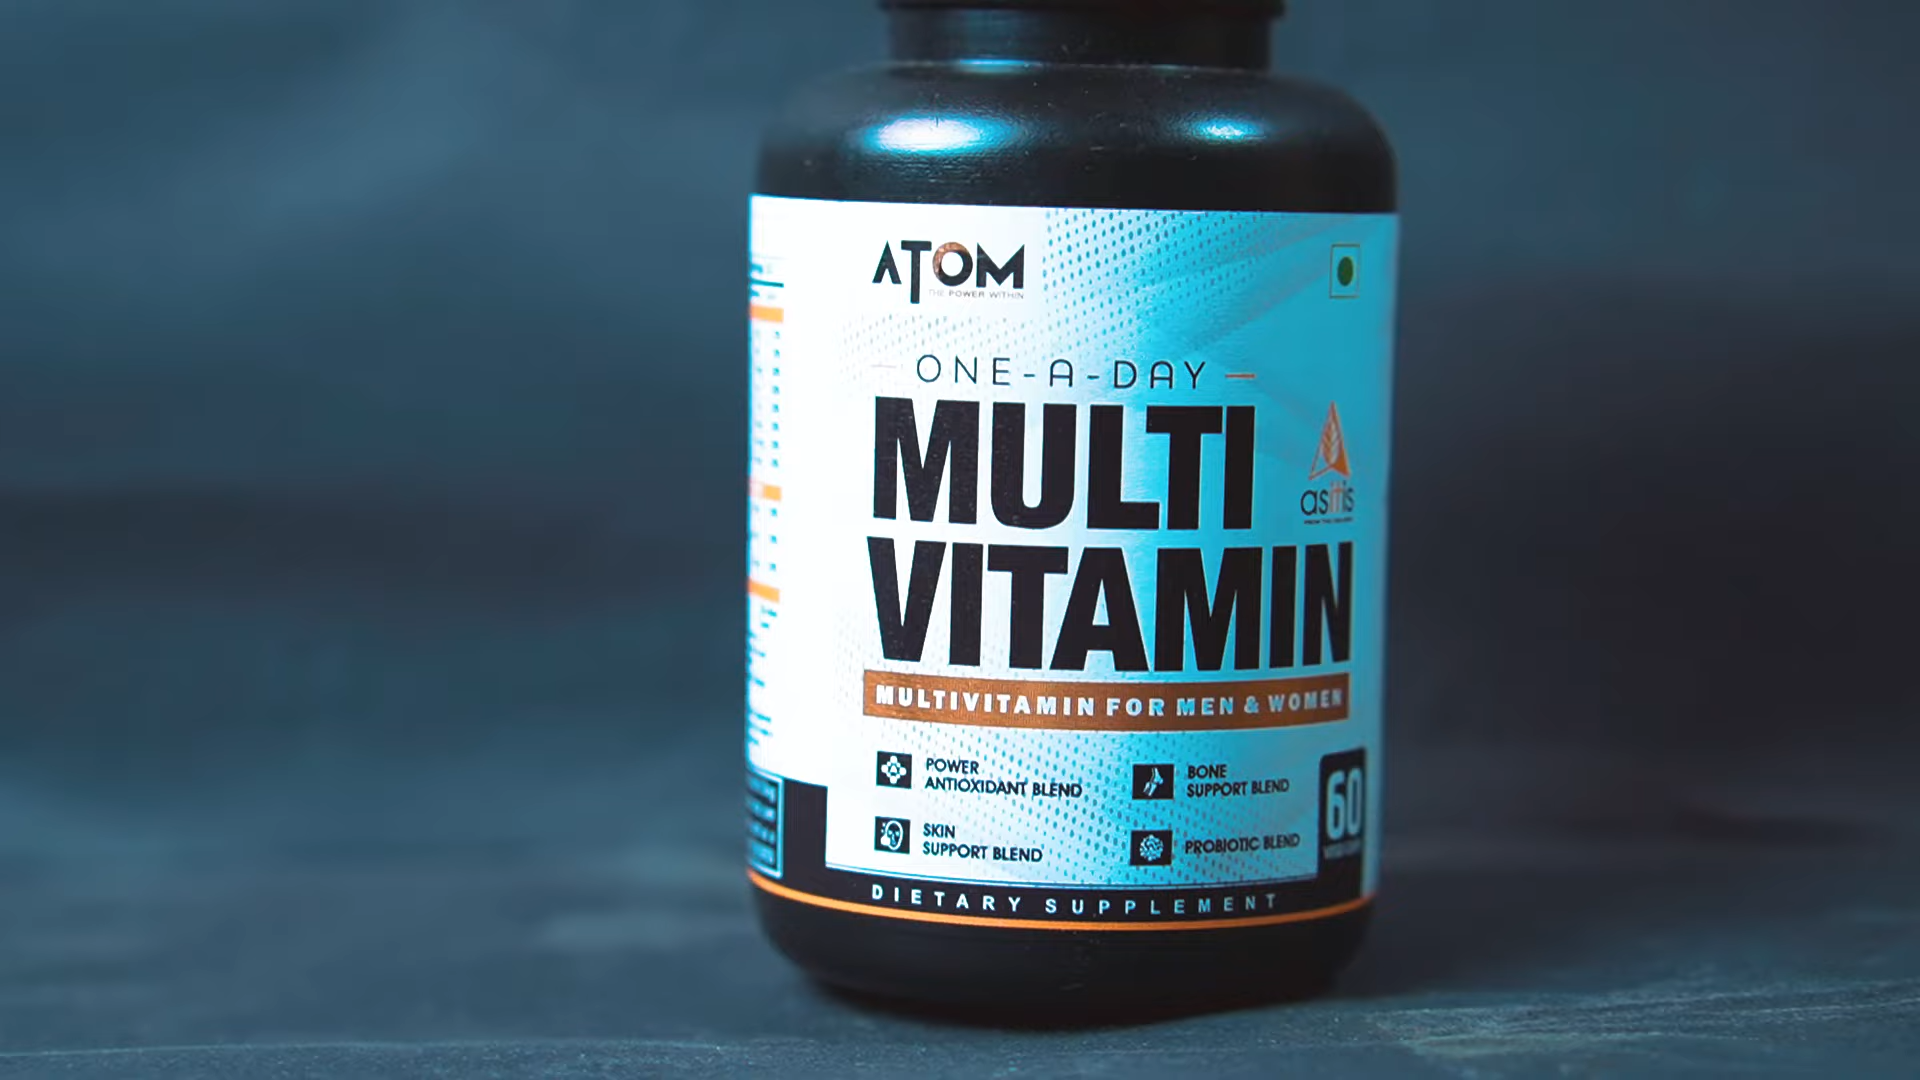 ATOM
THE POWER WITHIN
ONE-A-DAY
MULTI
VITAMIN
asitis
MULTIVITAMIN FOR MEN & WOMEN
POWER
ANTIOXIDANT BLEND
BONE
SUPPORT BLEND
SKIN
SUPPORT BLEND
PROBIOTIC BLEND
60
DIETARY SUPPLEMENT